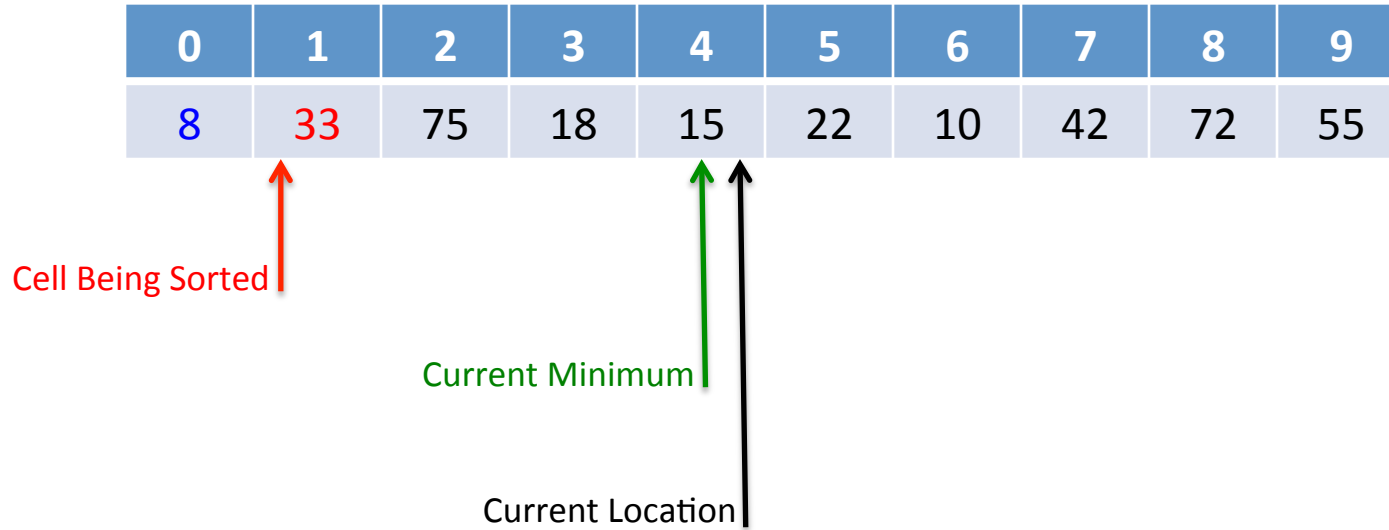 0 1 2 3 4 5 6 7 8 9
8 33 75 18 15 22 10 42 72 55
Cell Being Sorted
Current Minimum
Current Location